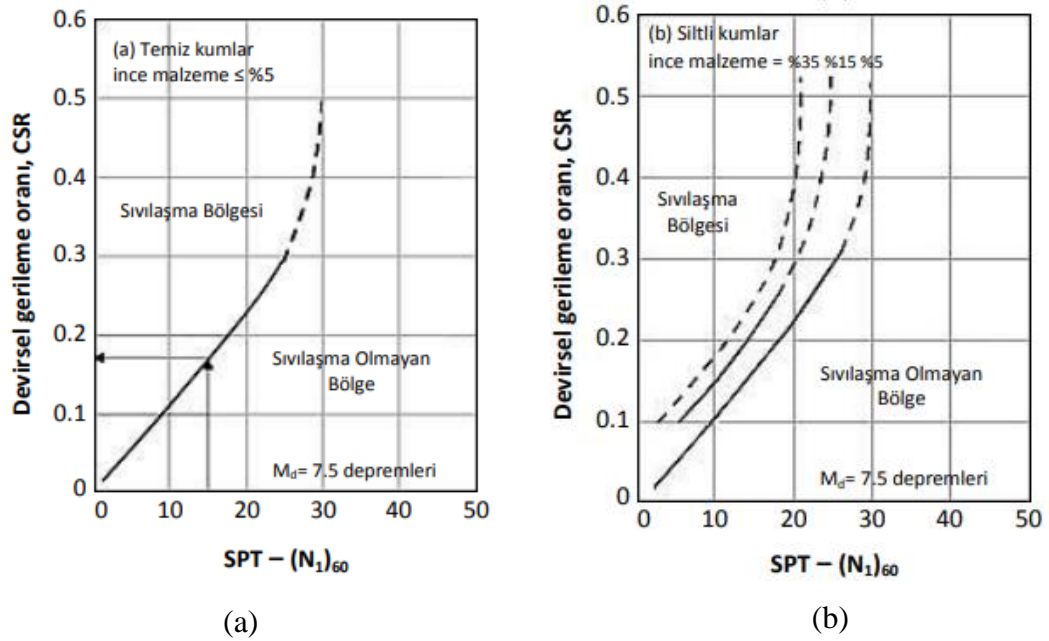 0.6
0.5
0.4
0.3
0.2
0.1
0
Devirsel gerileme oranı, CSR
(a) Temiz kumlar
ince malzeme ≤ %5
Sıvılaşma Bölgesi
Sıvılaşma Olmayan
Bölge
M_d= 7.5 depremleri
0 10 20 30 40 50
SPT – (N₁)₆₀
(a)
0.6
0.5
0.4
0.3
0.2
0.1
0
Devirsel gerileme oranı, CSR
(b) Siltli kumlar
ince malzeme = %35 %15 %5
Sıvılaşma
Bölgesi
Sıvılaşma Olmayan
Bölge
M_d= 7.5 depremleri
0 10 20 30 40 50
SPT – (N₁)₆₀
(b)